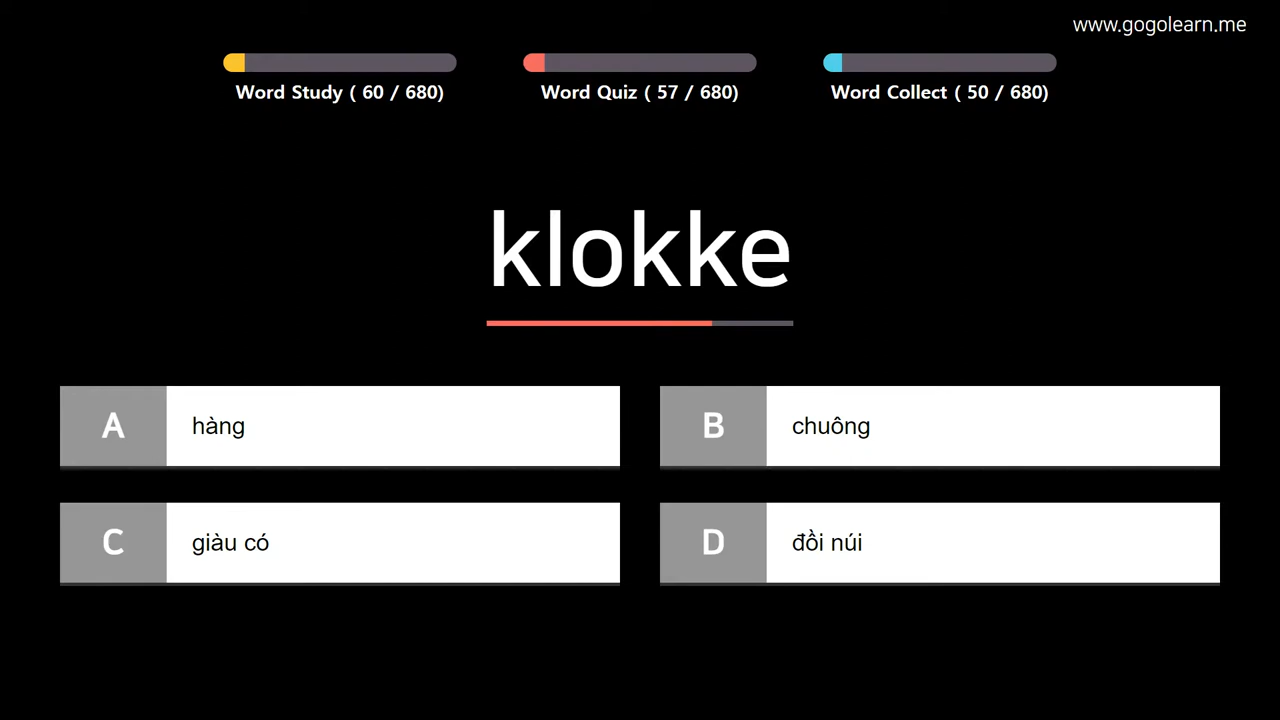 www.gogolearn.me
Word Study ( 60 / 680)
Word Quiz ( 57 / 680)
Word Collect ( 50 / 680)
klokke
A hàng
B chuông
C giàu có
D đồi núi